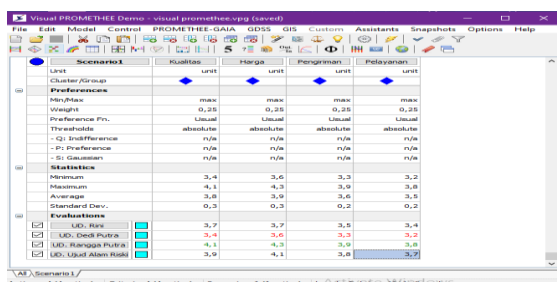 Visual PROMETHEE Demo - visual promethee.vpg (saved)
File Edit Model Control PROMETHEE-GAIA GDSS GIS Custom Assistants Snapshots Options Help
Scenario1 Kualitas Harga Pengiriman Pelayanan
Unit unit unit unit unit
Cluster/Group
Preferences
Min/Max max max max max
Weight 0,25 0,25 0,25 0,25
Preference Fn. Usual Usual Usual Usual
Thresholds absolute absolute absolute absolute
- Q: Indifference n/a n/a n/a n/a
- P: Preference n/a n/a n/a n/a
- S: Gaussian n/a n/a n/a n/a
Statistics
Minimum 3,4 3,6 3,3 3,2
Maximum 4,1 4,3 3,9 3,8
Average 3,8 3,9 3,6 3,5
Standard Dev. 0,3 0,3 0,2 0,2
Evaluations
UD. Rini 3,7 3,7 3,5 3,4
UD. Dedi Putra 3,4 3,6 3,3 3,2
UD. Rangga Putra 4,1 4,3 3,9 3,8
UD. Ujud Alam Riski 3,9 4,1 3,8 3,7
All Scenario1